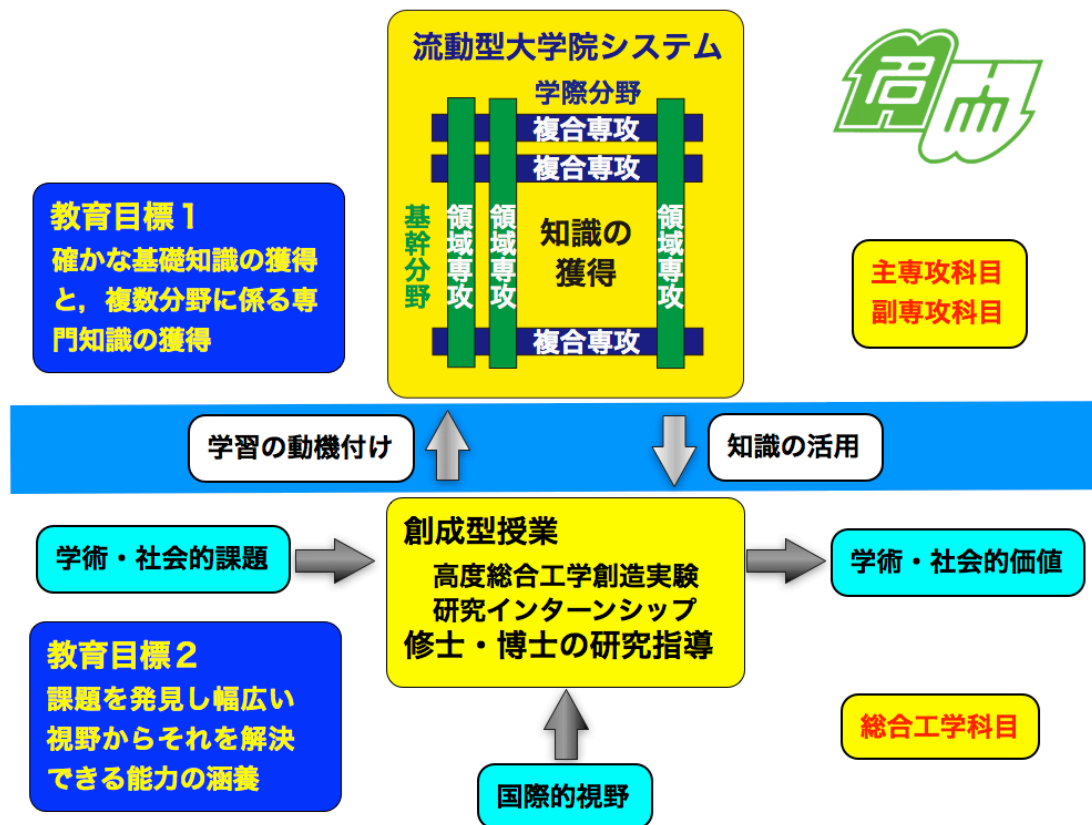 流動型大学院システム
学際分野
複合専攻
複合専攻
基幹分野
領域専攻
領域専攻
知識の
獲得
領域専攻
複合専攻
教育目標1
確かな基礎知識の獲得
と，複数分野に係る専
門知識の獲得
主専攻科目
副専攻科目
学習の動機付け
知識の活用
学術・社会的課題
創成型授業
高度総合工学創造実験
研究インターンシップ
修士・博士の研究指導
学術・社会的価値
教育目標2
課題を発見し幅広い
視野からそれを解決
できる能力の涵養
総合工学科目
国際的視野